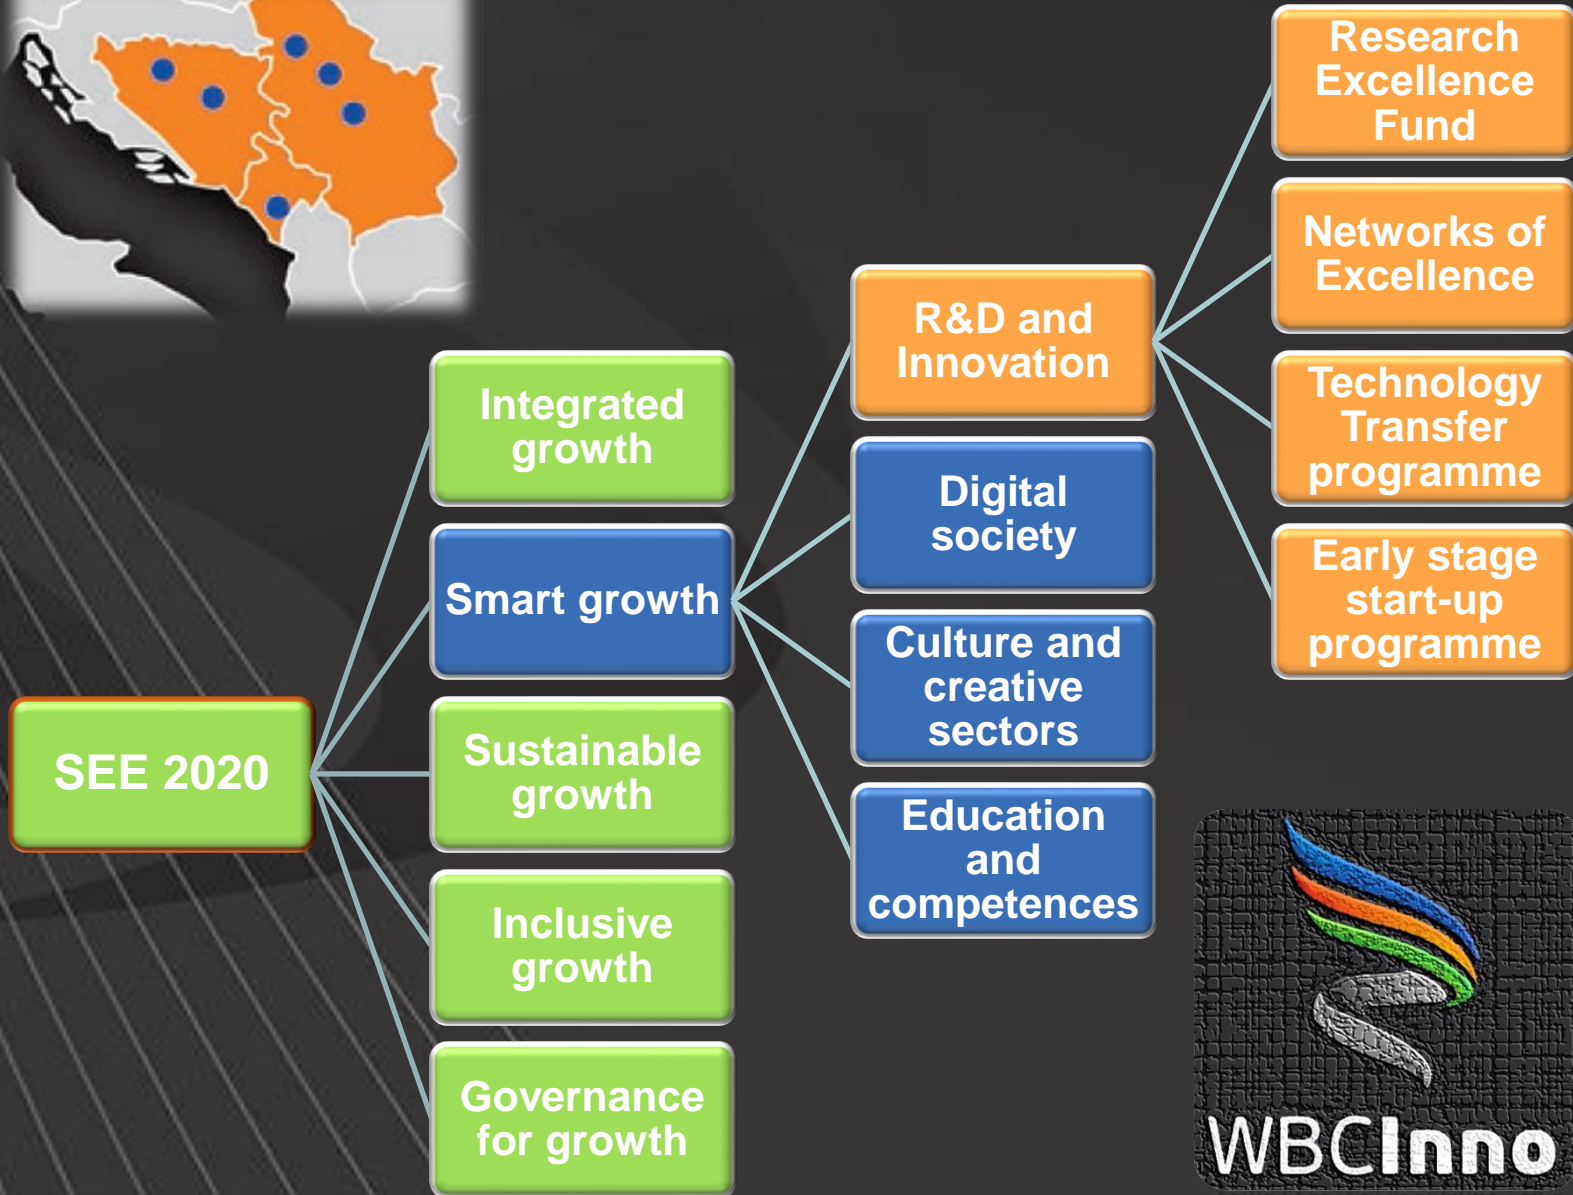 SEE 2020
Integrated
growth
Smart growth
Sustainable
growth
Inclusive
growth
Governance
for growth
R&D and
Innovation
Digital
society
Culture and
creative
sectors
Education
and
competences
Research
Excellence
Fund
Networks of
Excellence
Technology
Transfer
programme
Early stage
start-up
programme
WBCInno